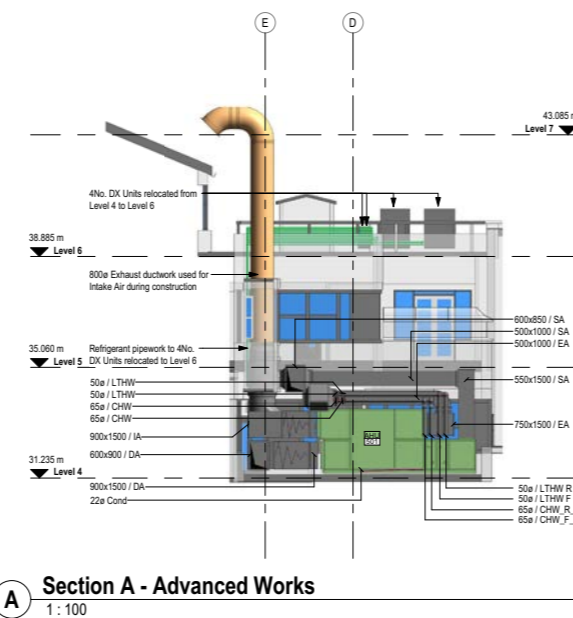 E
D
43.085 m
Level 7
4No. DX Units relocated from
Level 4 to Level 6
38.885 m
Level 6
800ø Exhaust ductwork used for
Intake Air during construction
600x850 / SA
500x1000 / SA
500x1000 / EA
35.060 m
Level 5
Refrigerant pipework to 4No.
DX Units relocated to Level 6
550x1500 / SA
50ø / LTHW
50ø / LTHW
65ø / CHW
65ø / CHW
900x1500 / IA
750x1500 / EA
600x900 / DA
31.235 m
Level 4
900x1500 / DA
22ø Cond
50ø / LTHW R
50ø / LTHW F
65ø / CHW_R_
65ø / CHW_F_
A
Section A - Advanced Works
1 : 100